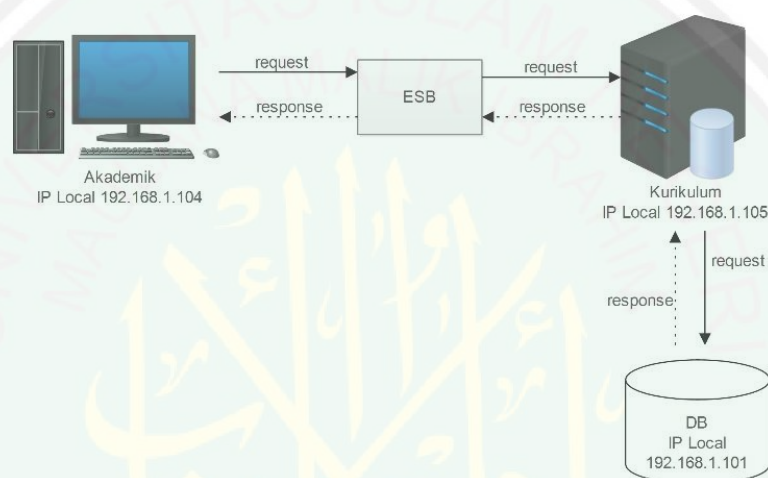 request
request
ESB
response
response
Akademik
IP Local 192.168.1.104
Kurikulum
IP Local 192.168.1.105
request
response
DB
IP Local
192.168.1.101